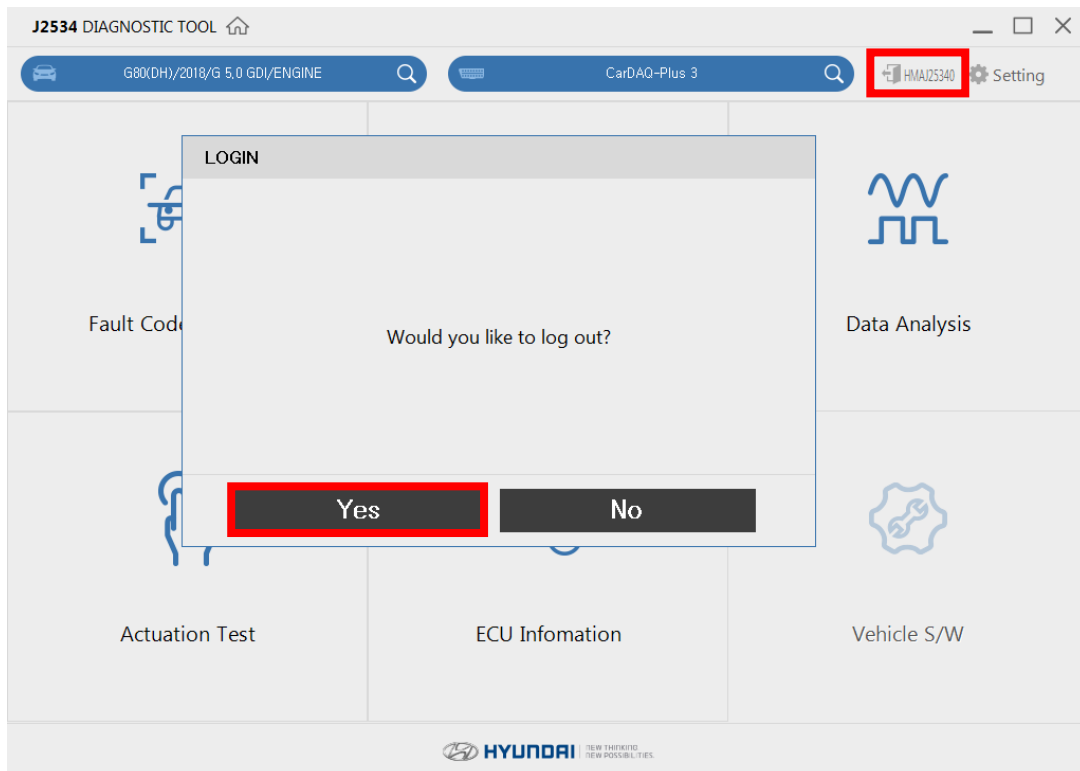 J2534 DIAGNOSTIC TOOL
G80(DH)/2018/G 5,0 GDI/ENGINE
CarDAQ-Plus 3
HMAJ25340
Setting
LOGIN
Fault Code
Would you like to log out?
Data Analysis
Yes
No
Actuation Test
ECU Infomation
Vehicle S/W
HYUNDAI
NEW THINKING.
NEW POSSIBILITIES.